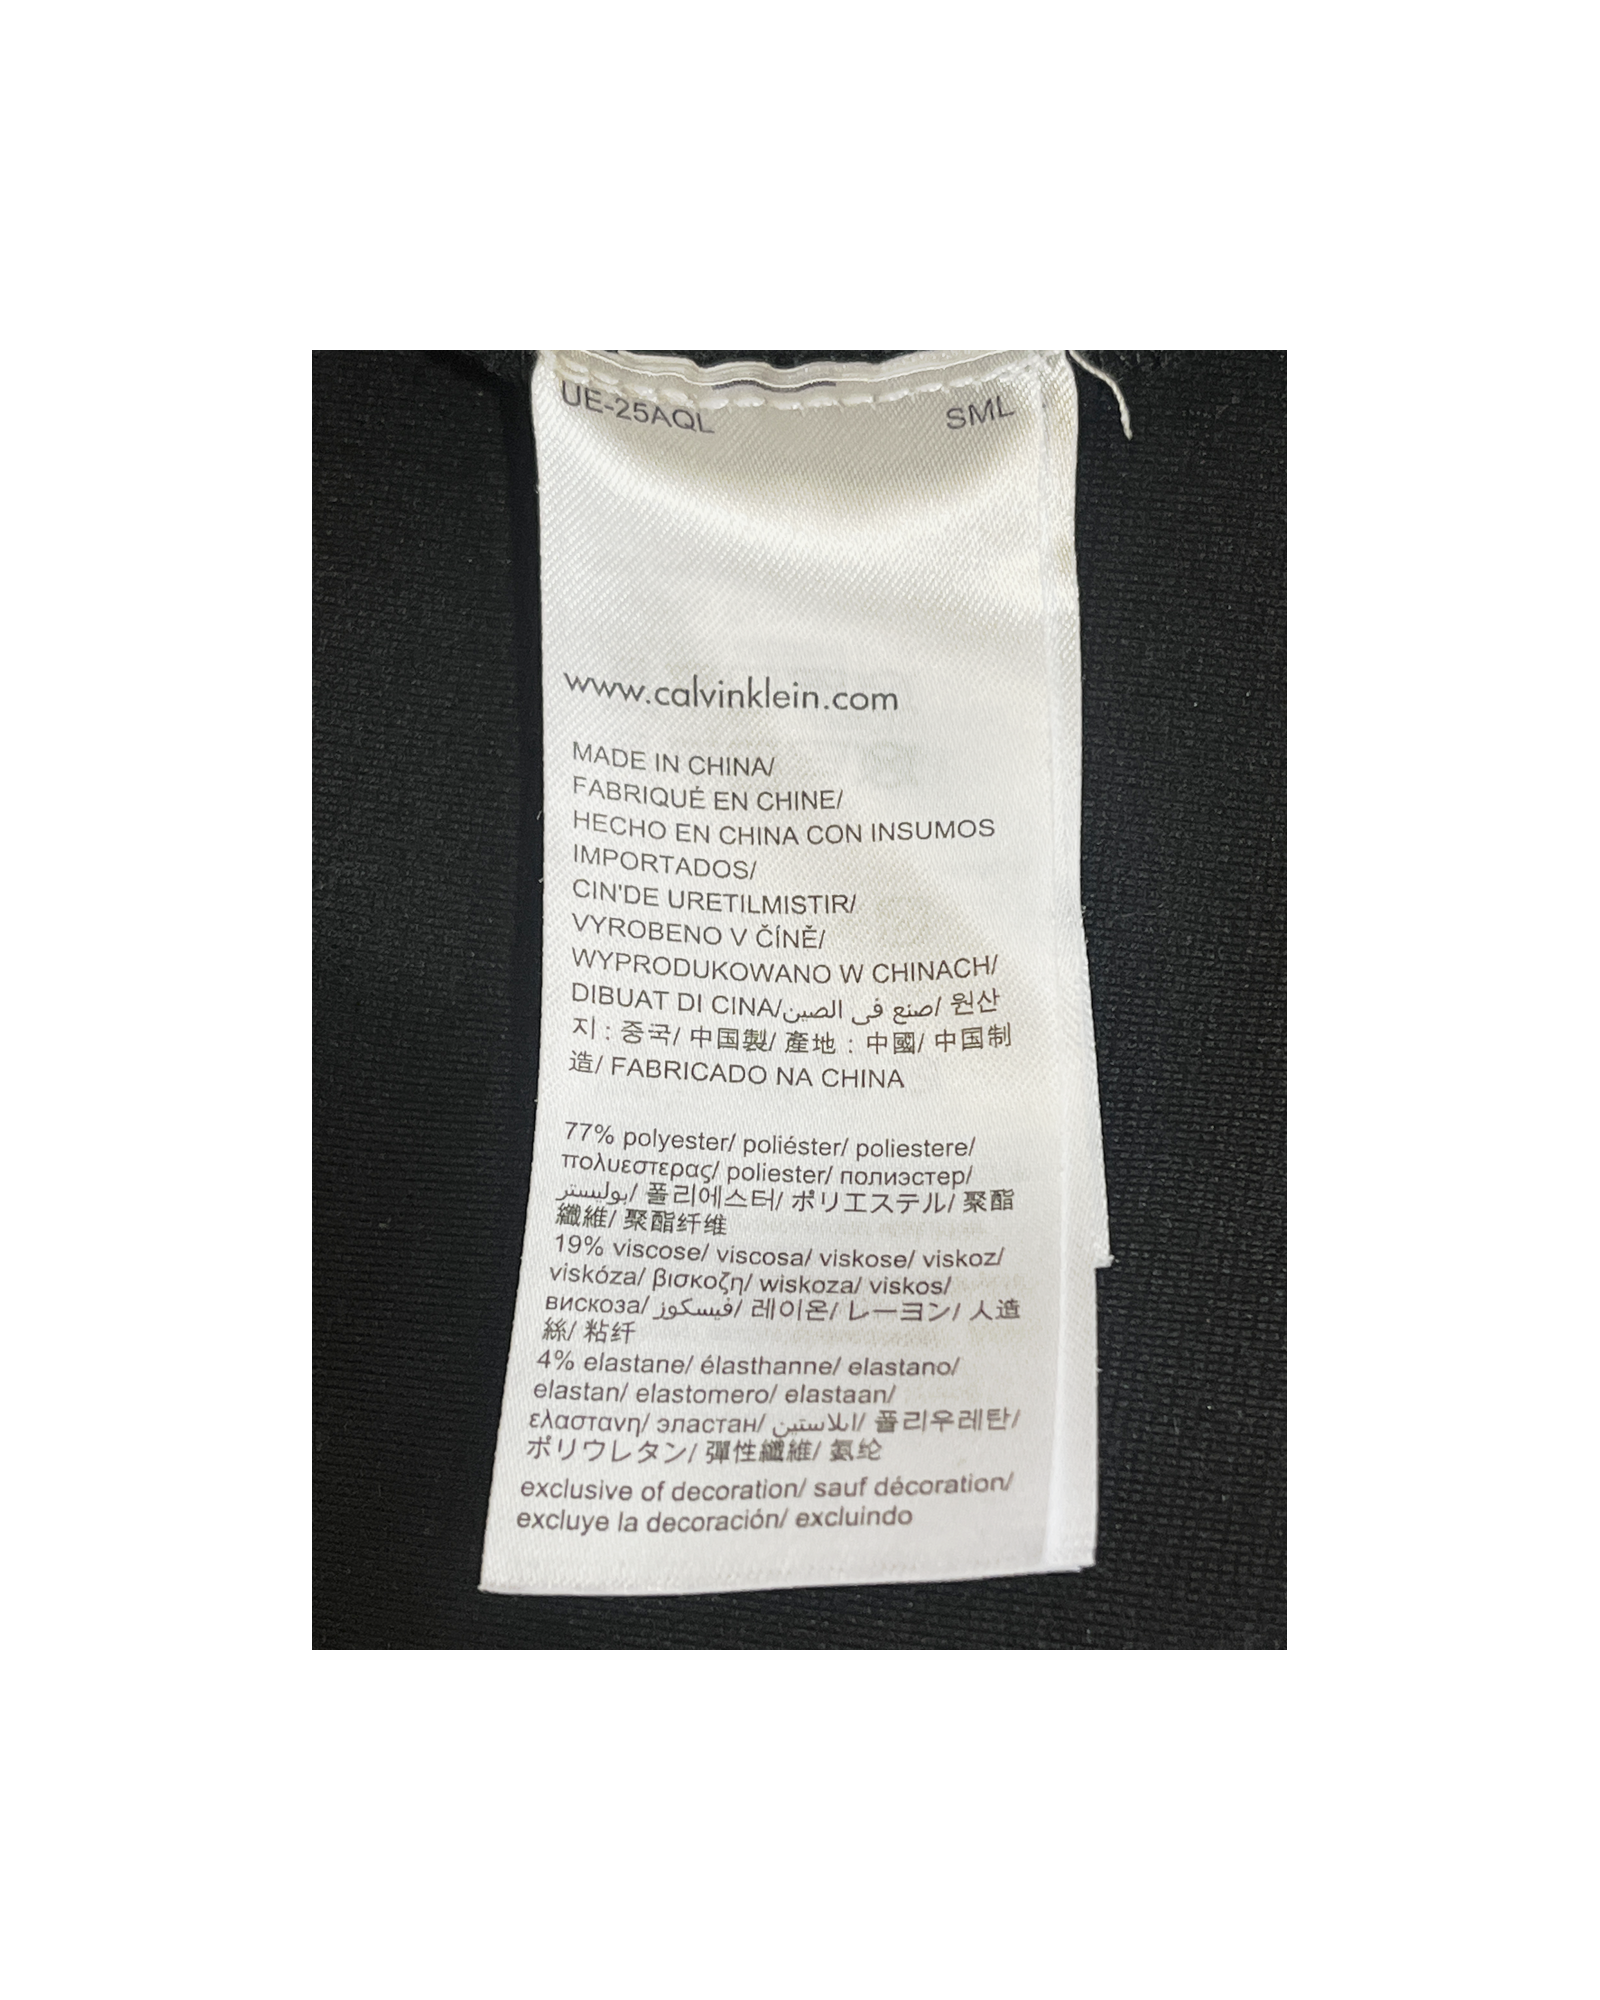 UE-25AQL SML
www.calvinklein.com
MADE IN CHINA/
FABRIQUÉ EN CHINE/
HECHO EN CHINA CON INSUMOS
IMPORTADOS/
CIN'DE URETILMISTIR/
VYROBENO V ČÍNĚ/
WYPRODUKOWANO W CHINACH/
DIBUAT DI CINA/صنع في الصين/ 원산
지 : 중국/ 中国製/ 產地 : 中國/ 中国制
造/ FABRICADO NA CHINA
77% polyester/ poliéster/ poliestere/
πολυεστερας/ poliester/ полиэстер/
بوليستر/ 폴리에스터/ ポリエステル/ 聚酯
纖維/ 聚酯纤维
19% viscose/ viscosa/ viskose/ viskoz/
viskóza/ βισκοζη/ wiskoza/ viskos/
вискоза/ فيسكوز/ 레이온/ レーヨン/ 人造
絲/ 粘纤
4% elastane/ élasthanne/ elastano/
elastan/ elastomero/ elastaan/
ελαστανη/ эластан/ ايلاستين/ 폴리우레탄/
ポリウレタン/ 彈性纖維/ 氨纶
exclusive of decoration/ sauf décoration/
excluye la decoración/ excluindo